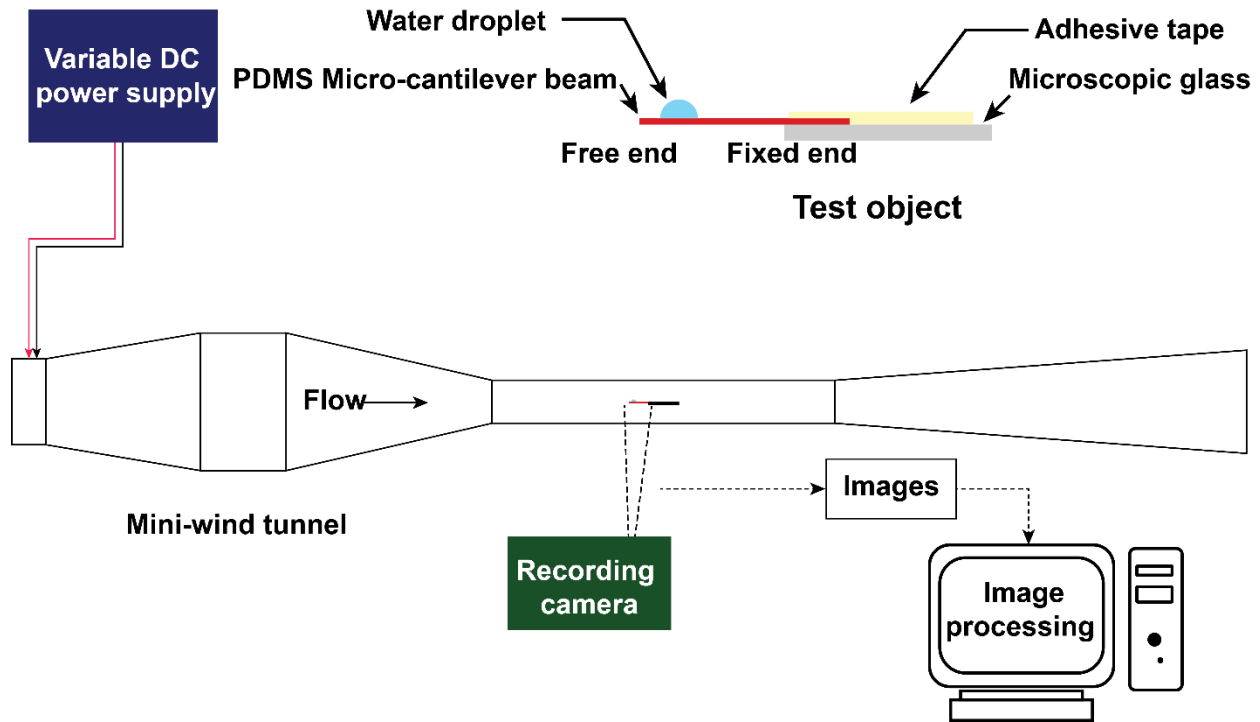 Variable DC
power supply
Water droplet
Adhesive tape
PDMS Micro-cantilever beam
Microscopic glass
Free end
Fixed end
Test object
Flow
Mini-wind tunnel
Images
Recording
camera
Image
processing